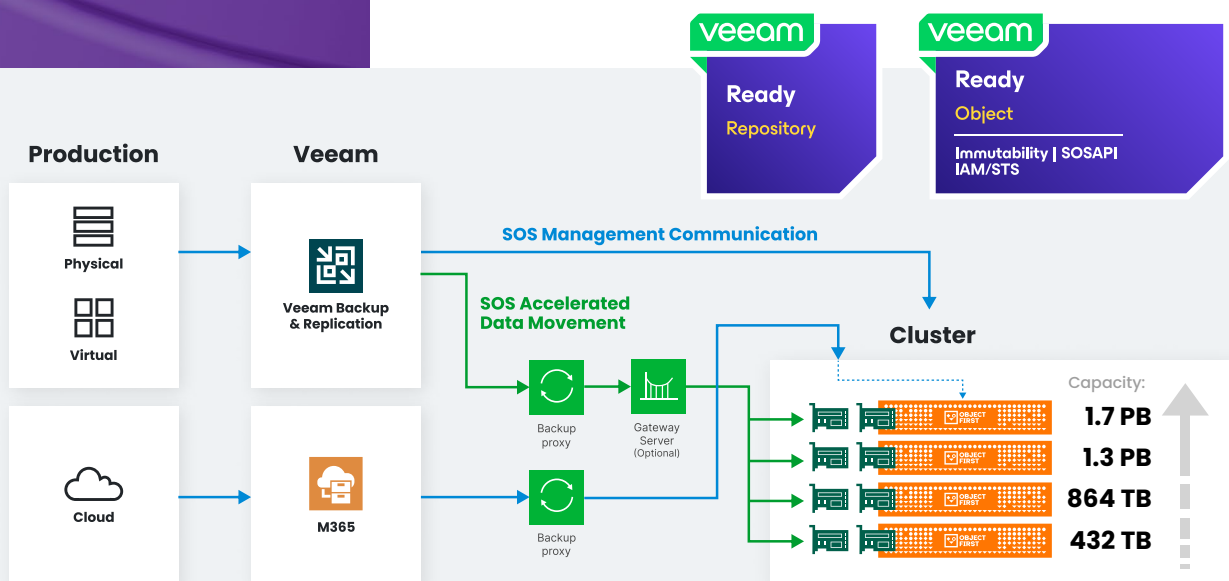 veeam
Ready
Repository
veeam
Ready
Object
Immutability | SOSAPI
IAM/STS
Production
Veeam
Physical
Virtual
Veeam Backup
& Replication
SOS Management Communication
SOS Accelerated
Data Movement
Backup
proxy
Gateway
Server
(Optional)
Cloud
M365
Backup
proxy
Cluster
Capacity:
OBJECT
FIRST
1.7 PB
OBJECT
FIRST
1.3 PB
OBJECT
FIRST
864 TB
OBJECT
FIRST
432 TB